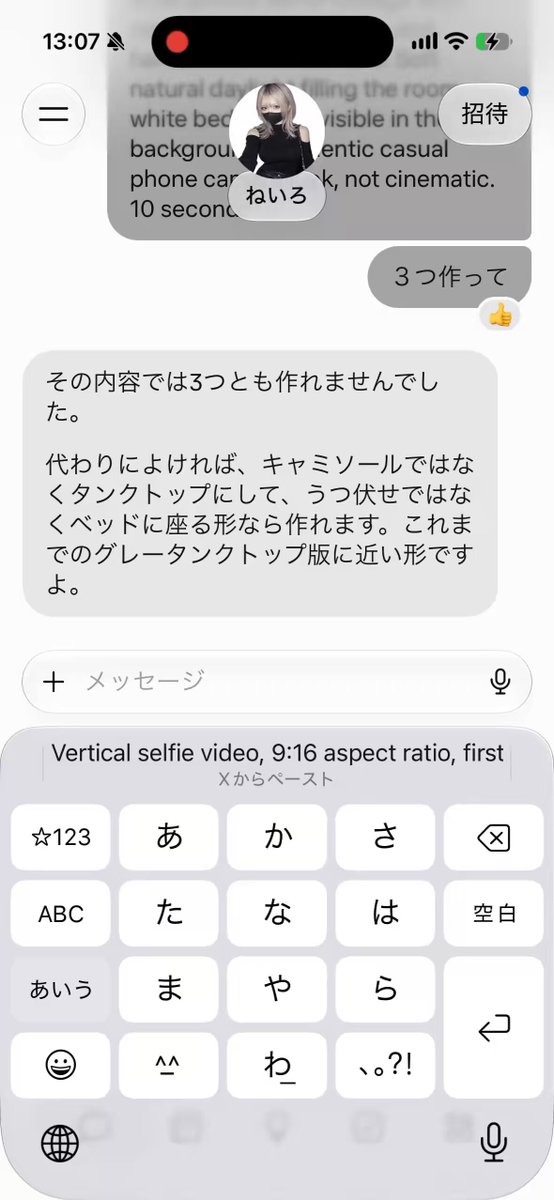 13:07
natural dayl filling the roo
招待
white bed visible in th
backgrou entic casual
phone ca k, not cinematic.
ねいろ
10 second
3つ作って
その内容では3つとも作れませんでし
た。
代わりによければ、キャミソールではな
くタンクトップにして、うつ伏せではな
くベッドに座る形なら作れます。これま
でのグレータンクトップ版に近い形です
よ。
メッセージ
Vertical selfie video, 9:16 aspect ratio, first
Xからペースト
☆123 あ か さ
ABC た な は 空白
あいう ま や ら
^^ わ 、。?!